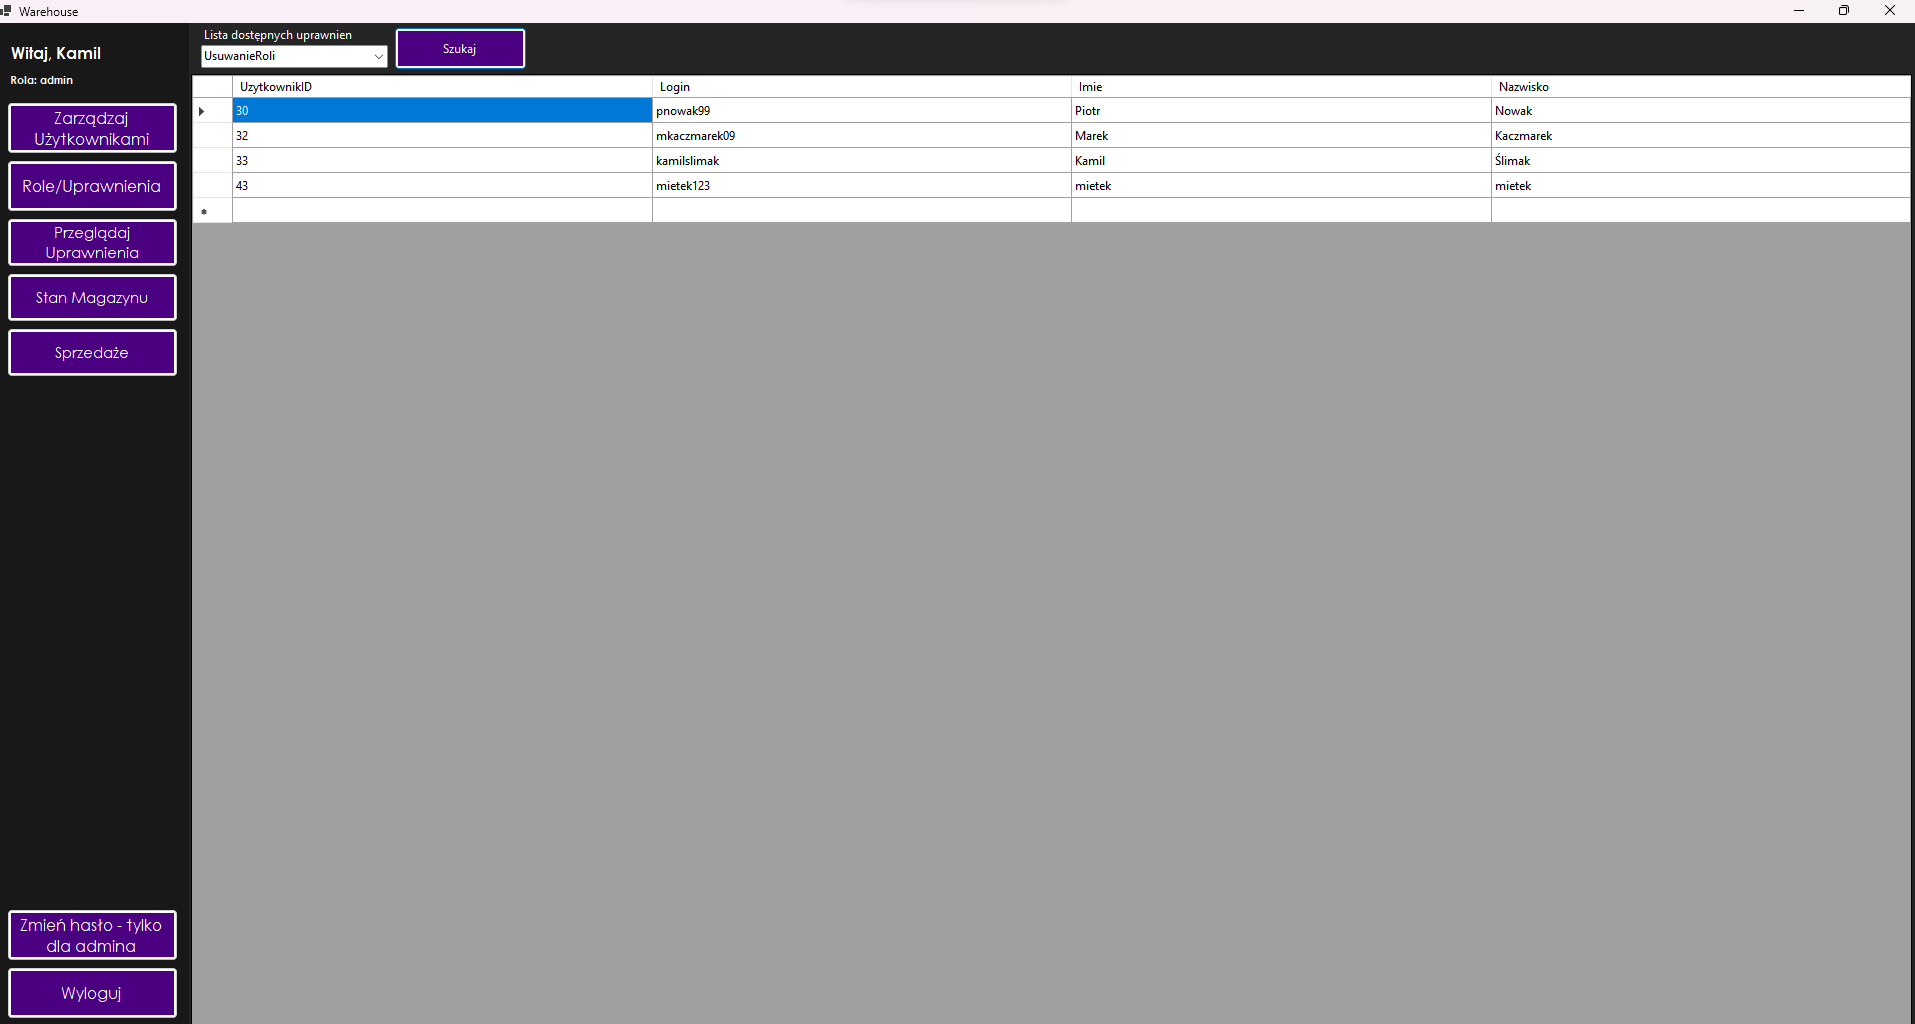 Warehouse
Witaj, Kamil
Rola: admin
Zarządzaj
Użytkownikami
Role/Uprawnienia
Przeglądaj
Uprawnienia
Stan Magazynu
Sprzedaże
Zmień hasło - tylko
dla admina
Wyloguj
Lista dostępnych uprawnien
UsuwanieRoli
Szukaj
UzytkownikID Login Imie Nazwisko
30 pnowak99 Piotr Nowak
32 mkaczmarek09 Marek Kaczmarek
33 kamilslimak Kamil Ślimak
43 mietek123 mietek mietek